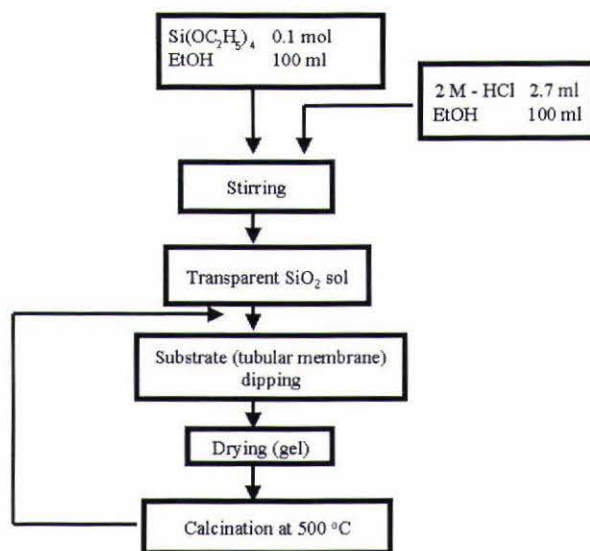 Si(OC₂H₅)₄ 0.1 mol
EtOH 100 ml
2 M - HCl 2.7 ml
EtOH 100 ml
Stirring
Transparent SiO₂ sol
Substrate (tubular membrane)
dipping
Drying (gel)
Calcination at 500 °C